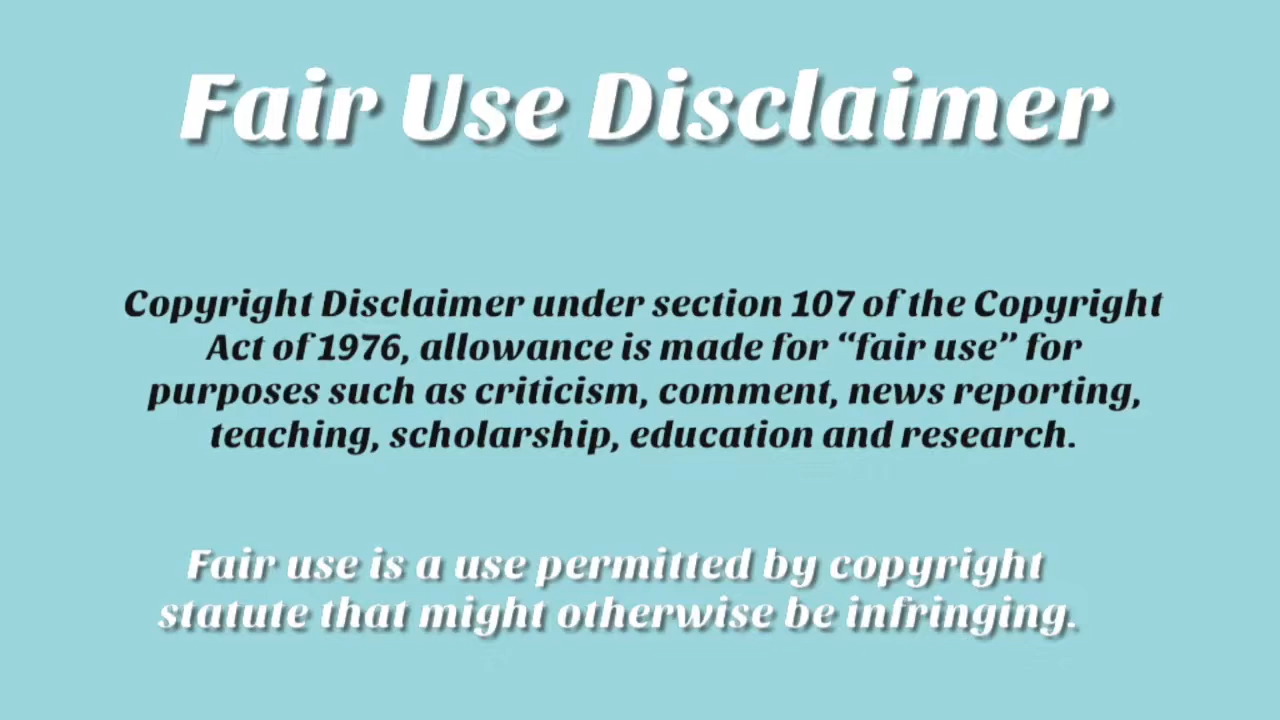 Fair Use Disclaimer
Copyright Disclaimer under section 107 of the Copyright
Act of 1976, allowance is made for “fair use” for
purposes such as criticism, comment, news reporting,
teaching, scholarship, education and research.
Fair use is a use permitted by copyright
statute that might otherwise be infringing.